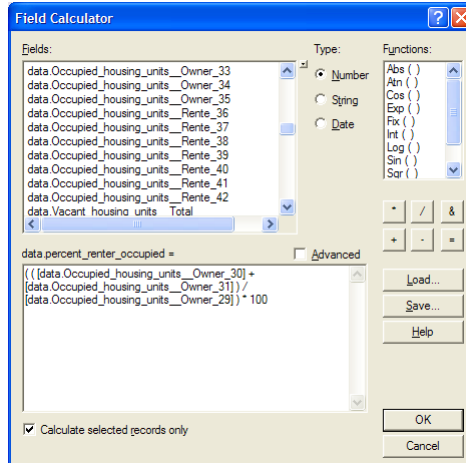 Field Calculator
Fields:
Type:
Functions:
data.Occupied_housing_units__Owner_33
data.Occupied_housing_units__Owner_34
data.Occupied_housing_units__Owner_35
data.Occupied_housing_units__Rente_36
data.Occupied_housing_units__Rente_37
data.Occupied_housing_units__Rente_38
data.Occupied_housing_units__Rente_39
data.Occupied_housing_units__Rente_40
data.Occupied_housing_units__Rente_41
data.Occupied_housing_units__Rente_42
data.Vacant_housing_units__Total
Number
String
Date
Abs ( )
Atn ( )
Cos ( )
Exp ( )
Fix ( )
Int ( )
Log ( )
Sin ( )
Sqr ( )
* / &
+ - =
data.percent_renter_occupied =
Advanced
( ( [data.Occupied_housing_units__Owner_30] +
[data.Occupied_housing_units__Owner_31] ) /
[data.Occupied_housing_units__Owner_29] ) * 100
Load...
Save...
Help
Calculate selected records only
OK
Cancel